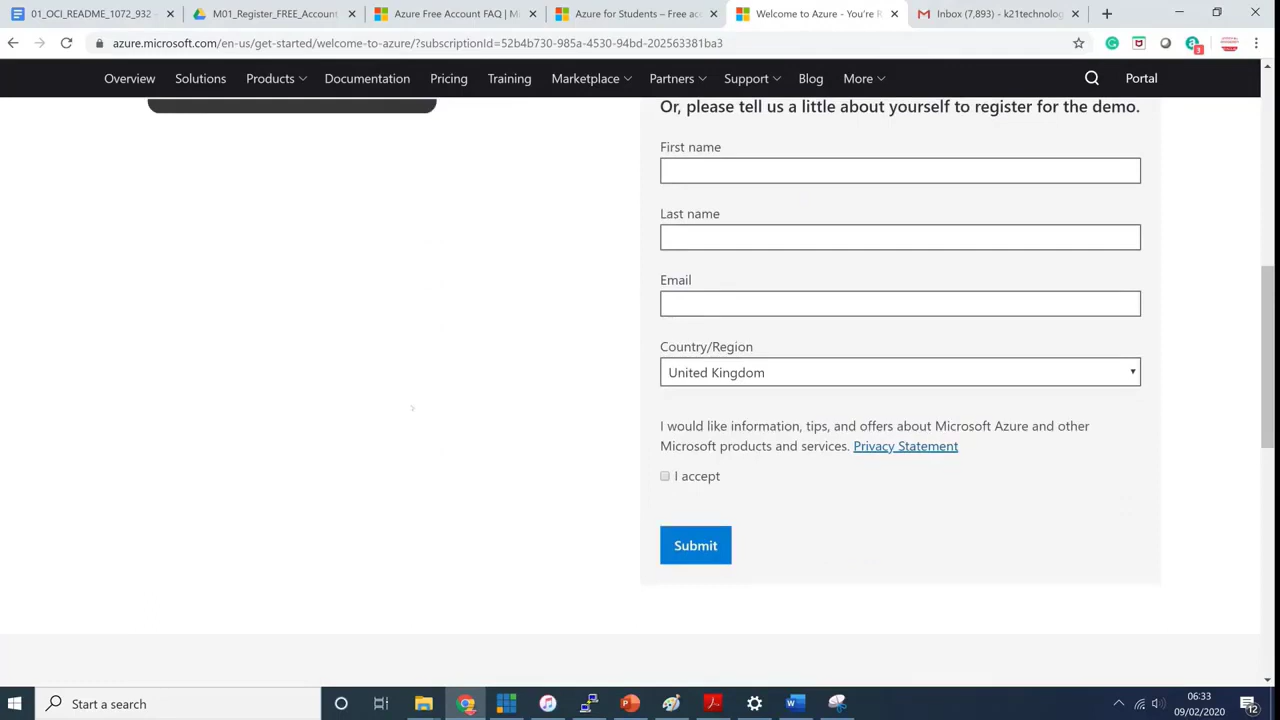 01_OCI_README_1072_932 -
M01_Register_FREE_Account
Azure Free Account FAQ | Mi
Azure for Students – Free ac
Welcome to Azure - You're R
Inbox (7,893) - k21technolog
azure.microsoft.com/en-us/get-started/welcome-to-azure/?subscriptionId=52b4b730-985a-4530-94bd-202563381ba3
3
Overview Solutions Products Documentation Pricing Training Marketplace Partners Support Blog More Portal
Or, please tell us a little about yourself to register for the demo.
First name
Last name
Email
Country/Region
United Kingdom
I would like information, tips, and offers about Microsoft Azure and other
Microsoft products and services. Privacy Statement
I accept
Submit
Start a search
06:33
09/02/2020
12